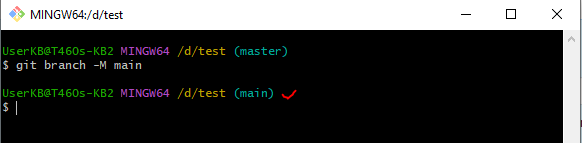 MINGW64:/d/test
UserKB@T460s-KB2 MINGW64 /d/test (master)
$ git branch -M main
UserKB@T460s-KB2 MINGW64 /d/test (main)
$